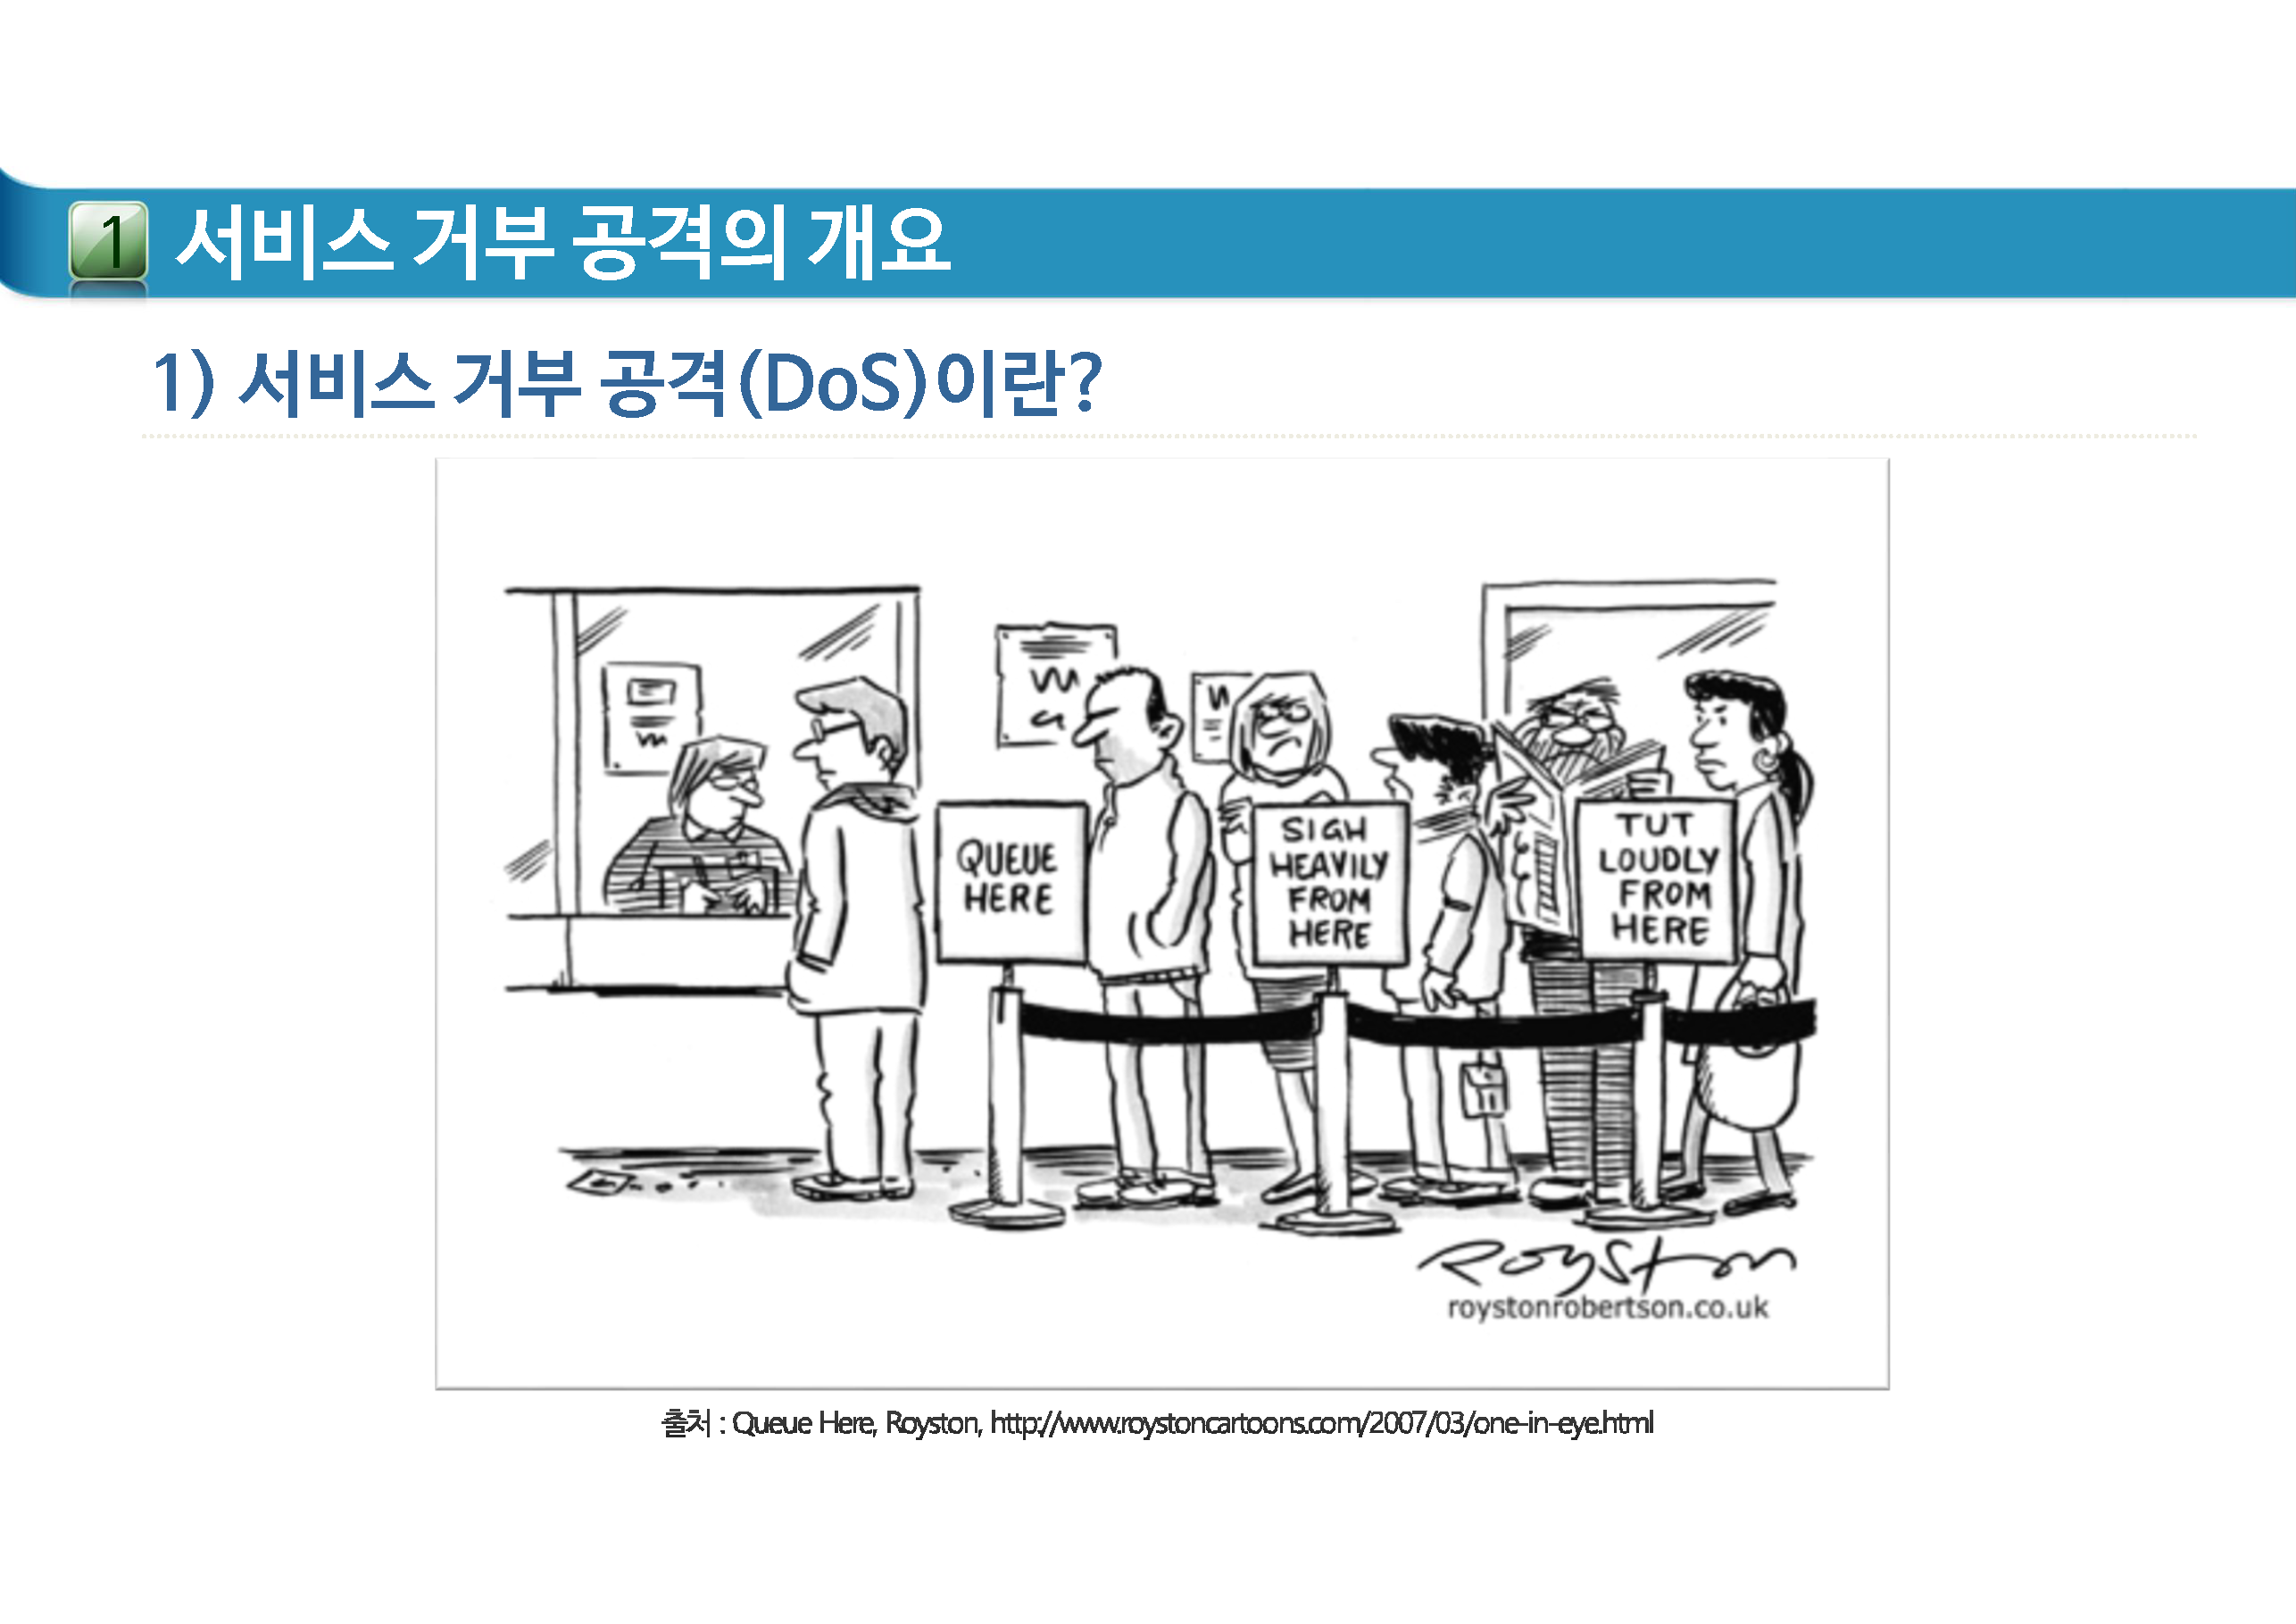 1 서비스 거부 공격의 개요
1) 서비스 거부 공격(DoS)이란?
QUEUE
HERE
SIGH
HEAVILY
FROM
HERE
TUT
LOUDLY
FROM
HERE
Royston
roystonrobertson.co.uk
출처 : Queue Here, Royston, http://www.roystoncartoons.com/2007/03/one-in-eye.html